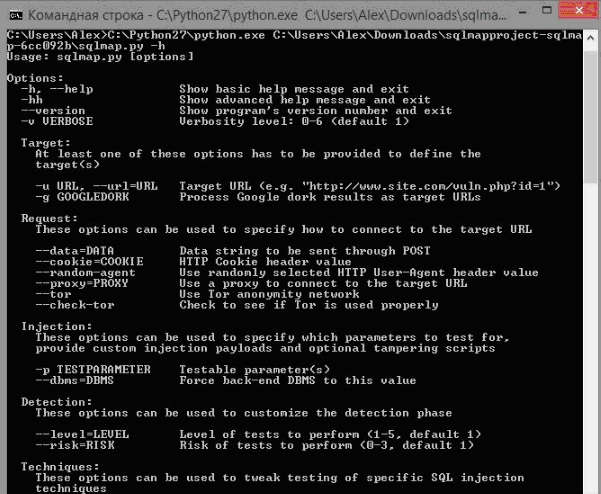 Командная строка - C:\Python27\python.exe C:\Users\Alex\Downloads\sqlma...
C:\Users\Alex>C:\Python27\python.exe C:\Users\Alex\Downloads\sqlmapproject-sqlma
p-6cc092b\sqlmap.py -h
Usage: sqlmap.py [options]
Options:
-h, --help Show basic help message and exit
-hh Show advanced help message and exit
--version Show program's version number and exit
-v VERBOSE Verbosity level: 0-6 (default 1)
Target:
At least one of these options has to be provided to define the
target(s)
-u URL, --url=URL Target URL (e.g. "http://www.site.com/vuln.php?id=1")
-g GOOGLEDORK Process Google dork results as target URLs
Request:
These options can be used to specify how to connect to the target URL
--data=DATA Data string to be sent through POST
--cookie=COOKIE HTTP Cookie header value
--random-agent Use randomly selected HTTP User-Agent header value
--proxy=PROXY Use a proxy to connect to the target URL
--tor Use Tor anonymity network
--check-tor Check to see if Tor is used properly
Injection:
These options can be used to specify which parameters to test for,
provide custom injection payloads and optional tampering scripts
-p TESTPARAMETER Testable parameter(s)
--dbms=DBMS Force back-end DBMS to this value
Detection:
These options can be used to customize the detection phase
--level=LEVEL Level of tests to perform (1-5, default 1)
--risk=RISK Risk of tests to perform (0-3, default 1)
Techniques:
These options can be used to tweak testing of specific SQL injection
techniques